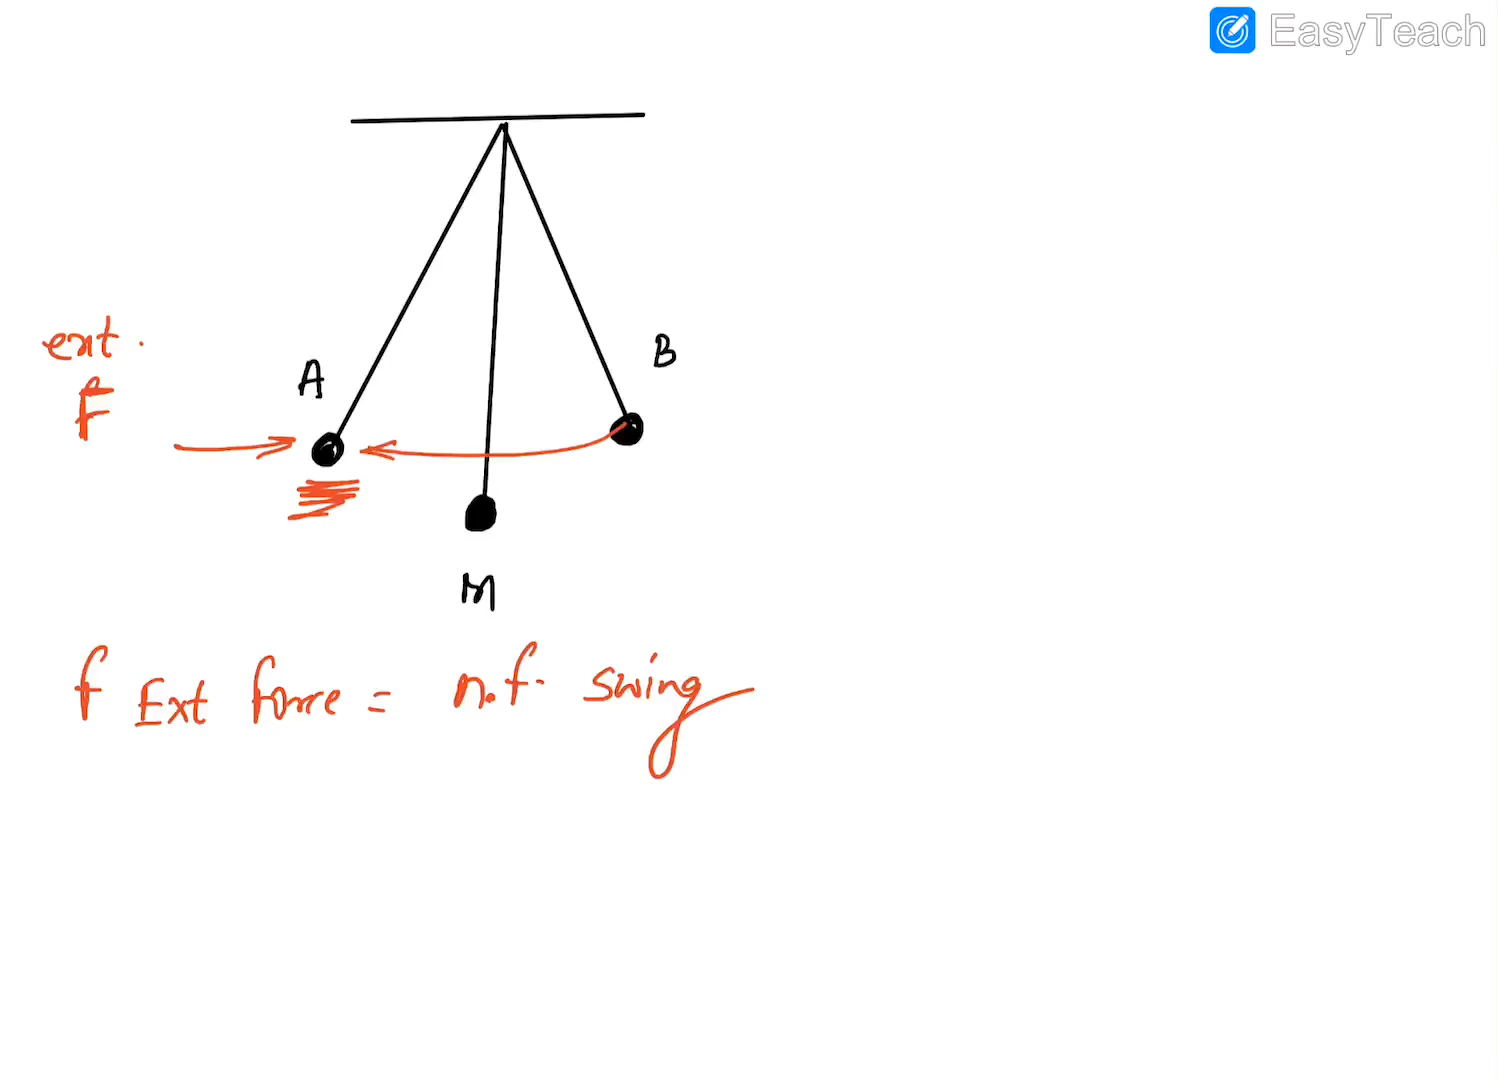 EasyTeach
B
A
ext.
F
M
f Ext force = n.f. swing